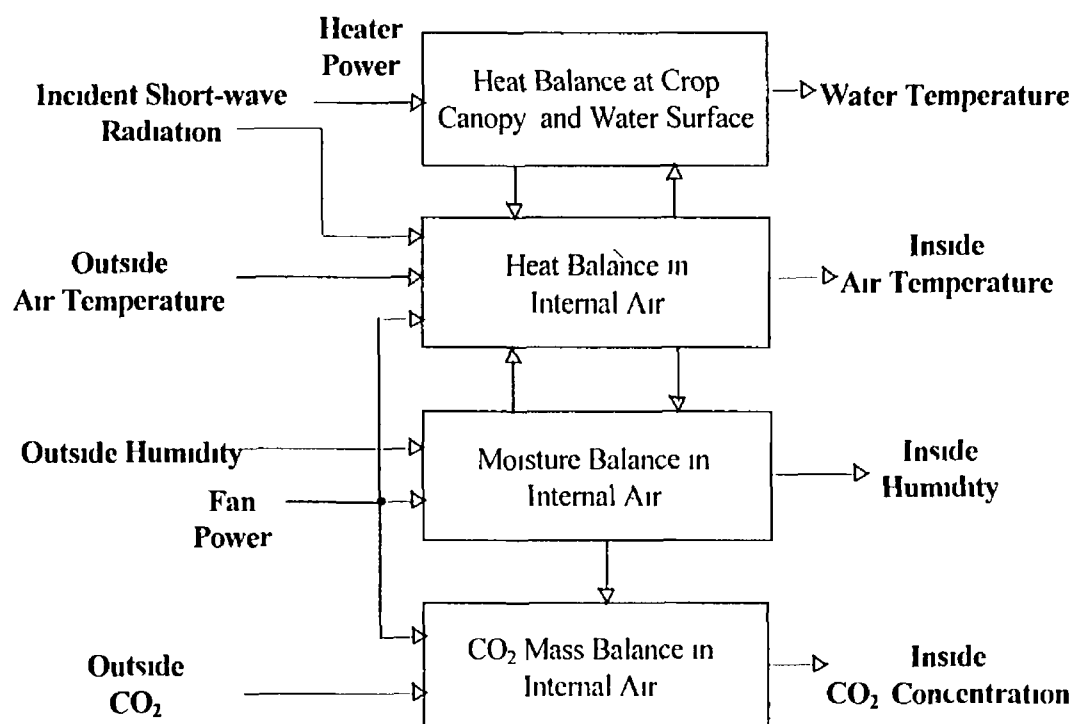 Heater
Power
Incident Short-wave
Radiation
Heat Balance at Crop
Canopy and Water Surface
Water Temperature
Outside
Air Temperature
Heat Balance in
Internal Air
Inside
Air Temperature
Outside Humidity
Fan
Power
Moisture Balance in
Internal Air
Inside
Humidity
Outside
CO₂
CO₂ Mass Balance in
Internal Air
Inside
CO₂ Concentration